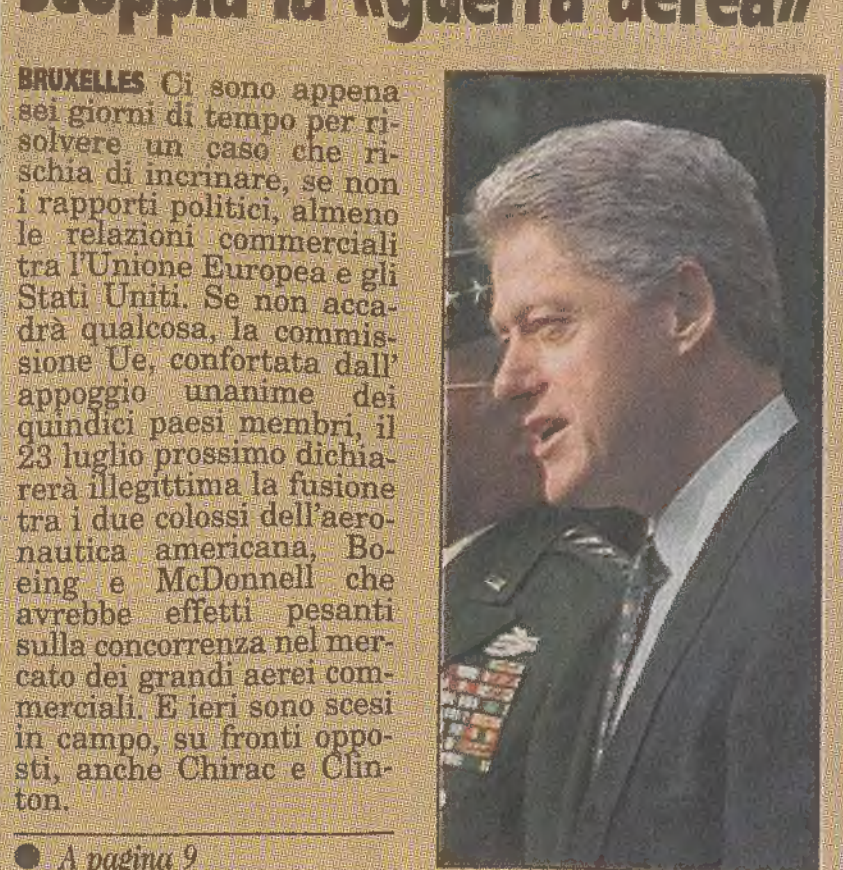 scoppia la «guerra aerea»
BRUXELLES Ci sono appena
sei giorni di tempo per ri-
solvere un caso che ri-
schia di incrinare, se non
i rapporti politici, almeno
le relazioni commerciali
tra l'Unione Europea e gli
Stati Uniti. Se non acca-
drà qualcosa, la commis-
sione Ue, confortata dall'
appoggio unanime dei
quindici paesi membri, il
23 luglio prossimo dichia-
rerà illegittima la fusione
tra i due colossi dell'aero-
nautica americana, Bo-
eing e McDonnell che
avrebbe effetti pesanti
sulla concorrenza nel mer-
cato dei grandi aerei com-
merciali. E ieri sono scesi
in campo, su fronti oppo-
sti, anche Chirac e Clin-
ton.
● A pagina 9